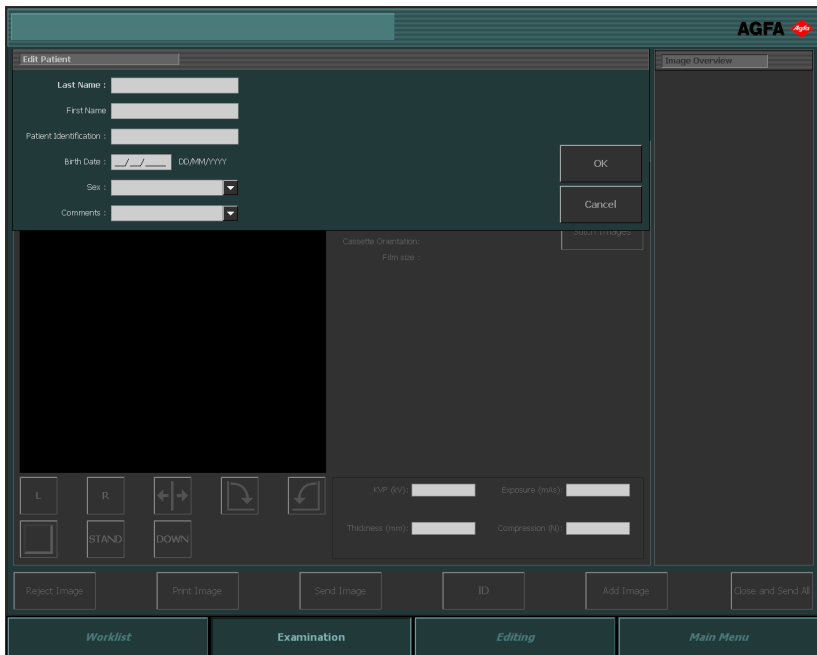 AGFA Agfa
Edit Patient
Image Overview
Last Name :
First Name
Patient Identification :
Birth Date : __/__/____ DD/MM/YYYY
OK
Sex :
Cancel
Comments :
Stitch Images
Cassette Orientation:
Film size :
KVP (kV):
Exposure (mAs)
L
R
Thickness (mm):
Compression (N):
STAND
DOWN
Reject Image
Print Image
Send Image
ID
Add Image
Close and Send All
Worklist
Examination
Editing
Main Menu